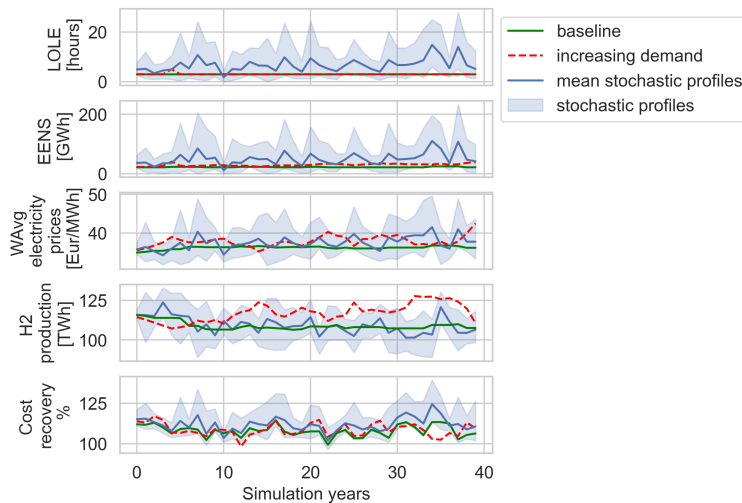 LOLE
[hours]
20
0
EENS
[GWh]
200
0
WAvg
electricity
prices
[Eur/MWh]
50
40
H2
production
[TWh]
125
100
Cost
recovery
%
125
100
0
10
20
30
40
Simulation years
baseline
increasing demand
mean stochastic profiles
stochastic profiles